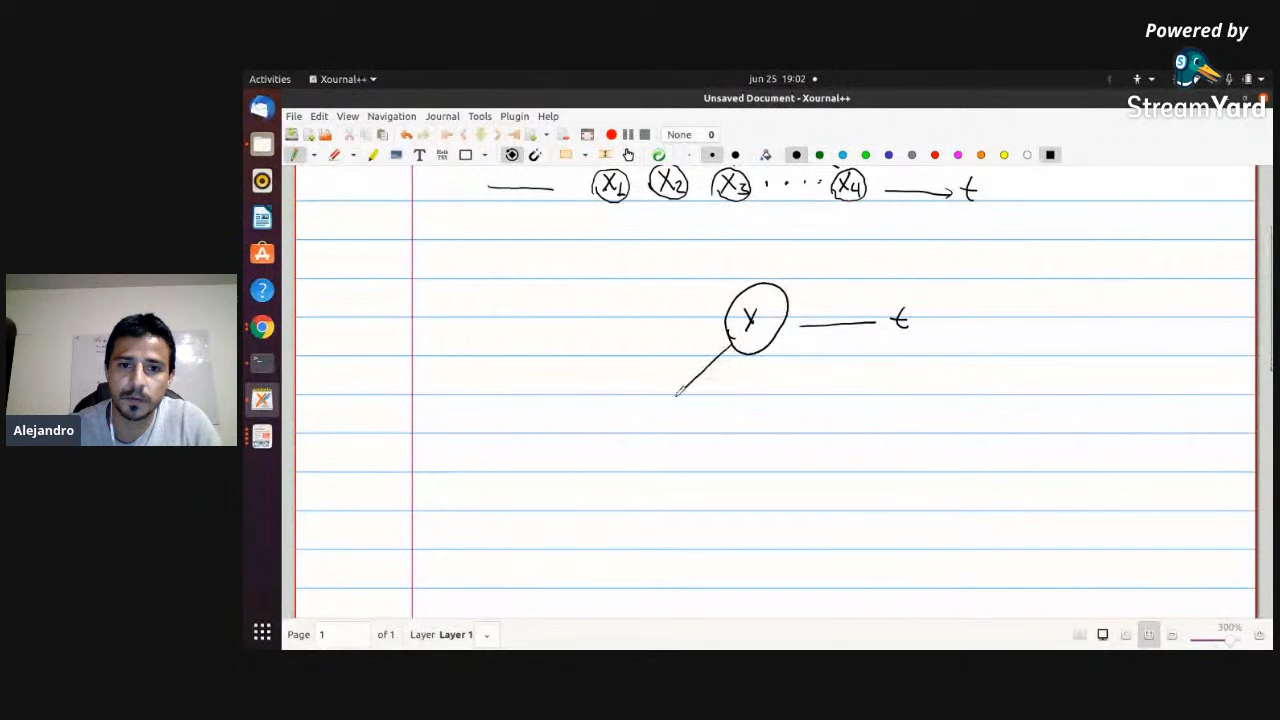 Powered by
StreamYard
Activities Xournal++ jun 25 19:02
Unsaved Document - Xournal++
File Edit View Navigation Journal Tools Plugin Help
None 0
X1 X2 X3 .... X4 t
X t
Alejandro
Page 1 of 1 Layer Layer 1 300%